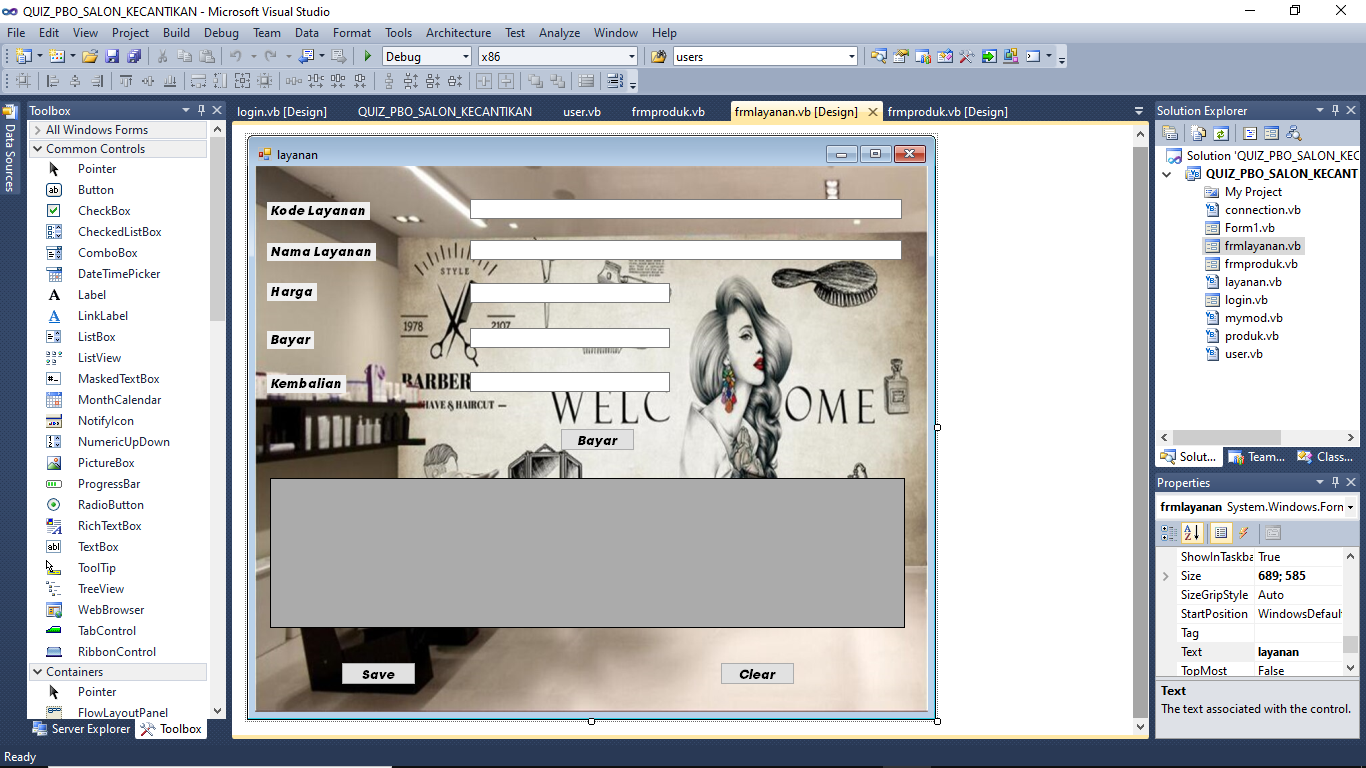 QUIZ_PBO_SALON_KECANTIKAN - Microsoft Visual Studio
File Edit View Project Build Debug Team Data Format Tools Architecture Test Analyze Window Help
Debug x86 users
Toolbox
login.vb [Design] QUIZ_PBO_SALON_KECANTIKAN user.vb frmproduk.vb frmlayanan.vb [Design] frmproduk.vb [Design]
Solution Explorer
Data Sources
All Windows Forms
Common Controls
Pointer
Button
CheckBox
CheckedListBox
ComboBox
DateTimePicker
Label
LinkLabel
ListBox
ListView
MaskedTextBox
MonthCalendar
NotifyIcon
NumericUpDown
PictureBox
ProgressBar
RadioButton
RichTextBox
TextBox
ToolTip
TreeView
WebBrowser
TabControl
RibbonControl
Containers
Pointer
FlowLayoutPanel
Server Explorer Toolbox
layanan
Kode Layanan
Nama Layanan
Harga
Bayar
Kembalian
STYLE
1978 2107
BARBER
SHAVE & HAIRCUT
WELC OME
Bayar
Save Clear
Solution 'QUIZ_PBO_SALON_KEC
QUIZ_PBO_SALON_KECANT
My Project
connection.vb
Form1.vb
frmlayanan.vb
frmproduk.vb
layanan.vb
login.vb
mymod.vb
produk.vb
user.vb
Solut... Team... Class...
Properties
frmlayanan System.Windows.Forn
ShowInTaskba True
Size 689; 585
SizeGripStyle Auto
StartPosition WindowsDefaul
Tag
Text layanan
TopMost False
Text
The text associated with the control.
Ready